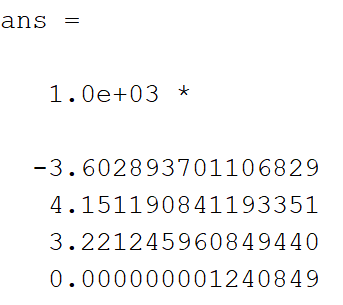 ans =
1.0e+03 *
-3.602893701106829
4.151190841193351
3.221245960849440
0.000000001240849